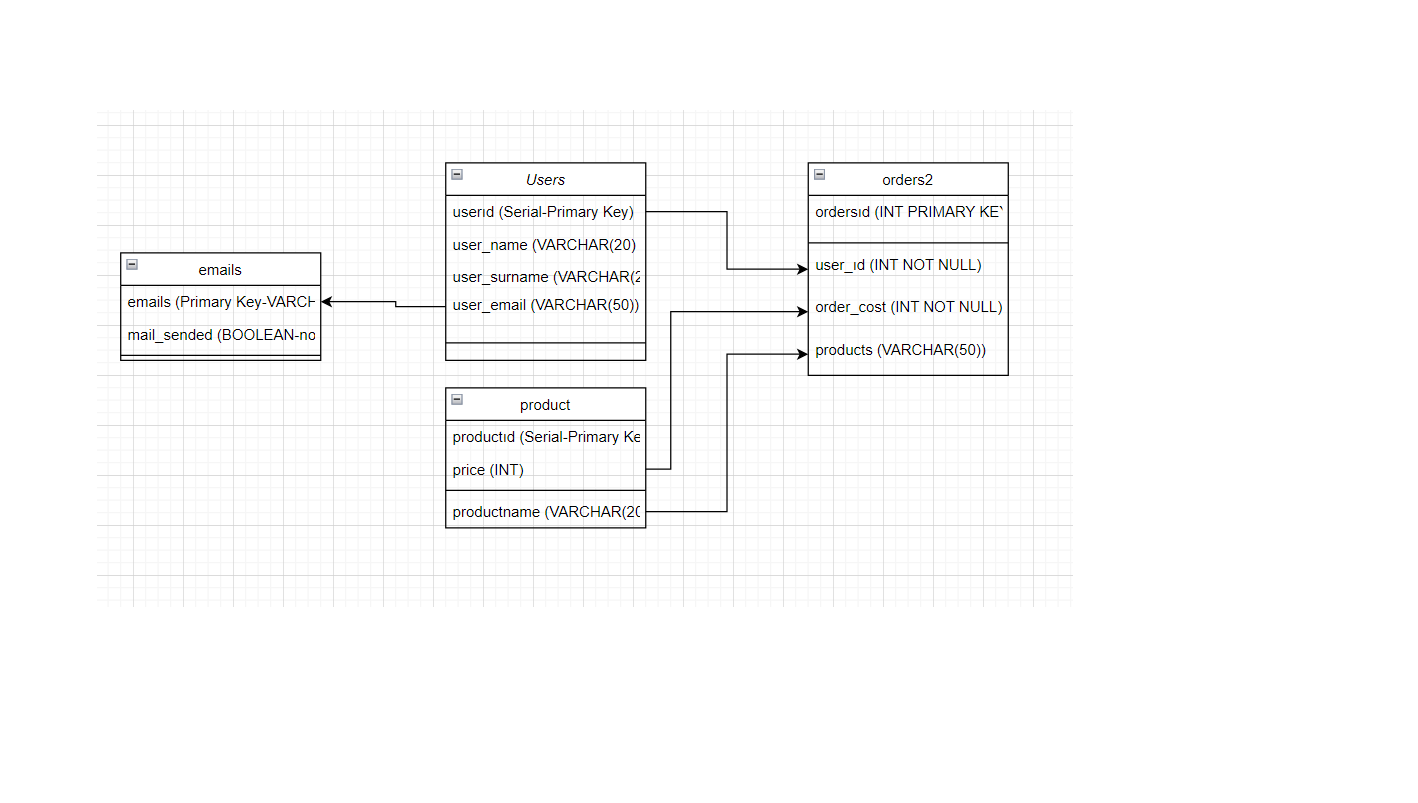 Users
userıd (Serial-Primary Key)
user_name (VARCHAR(20)
user_surname (VARCHAR(2
user_email (VARCHAR(50))
orders2
ordersıd (INT PRIMARY KEY
user_ıd (INT NOT NULL)
order_cost (INT NOT NULL)
products (VARCHAR(50))
emails
emails (Primary Key-VARCH
mail_sended (BOOLEAN-no
product
productıd (Serial-Primary Ke
price (INT)
productname (VARCHAR(20